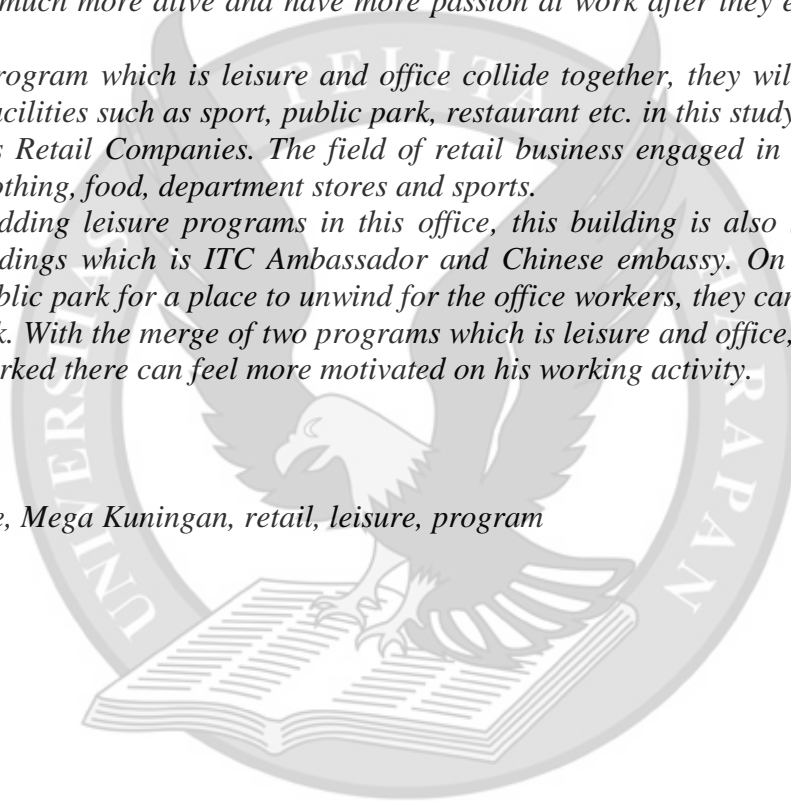 much more alive and have more passion at work after they e
rogram which is leisure and office collide together, they wil
acilities such as sport, public park, restaurant etc. in this study
s Retail Companies. The field of retail business engaged in
othing, food, department stores and sports.
dding leisure programs in this office, this building is also
dings which is ITC Ambassador and Chinese embassy. On
blic park for a place to unwind for the office workers, they can
k. With the merge of two programs which is leisure and office,
rked there can feel more motivated on his working activity.
e, Mega Kuningan, retail, leisure, program
UNIVERSITAS PELITA HARAPAN